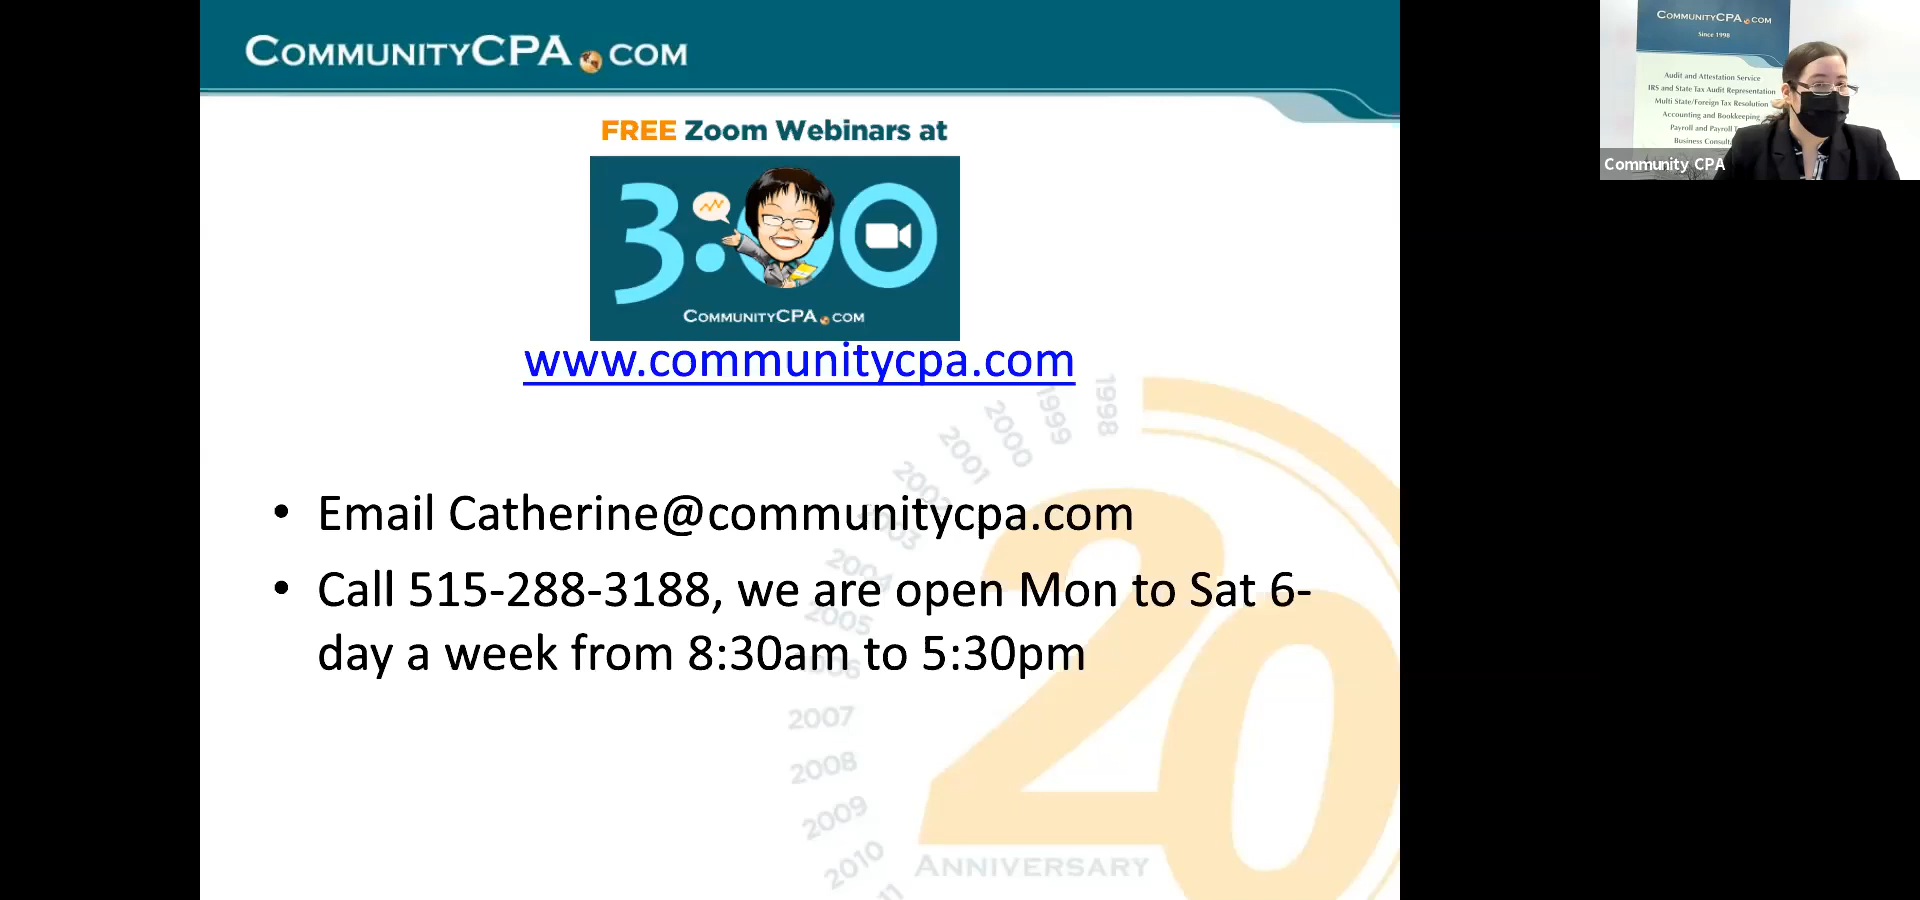 COMMUNITYCPA.COM
FREE Zoom Webinars at
3:00
COMMUNITYCPA.COM
www.communitycpa.com
• Email Catherine@communitycpa.com
• Call 515-288-3188, we are open Mon to Sat 6-
day a week from 8:30am to 5:30pm
1998
1999
2000
2001
2002
2003
2004
2005
2006
2007
2008
2009
2010
11
20
ANNIVERSARY
COMMUNITYCPA.COM
Since 1998
Audit and Attestation Service
IRS and State Tax Audit Representation
Multi State/Foreign Tax Resolution
Accounting and Bookkeeping
Payroll and Payroll
Business
Community CPA